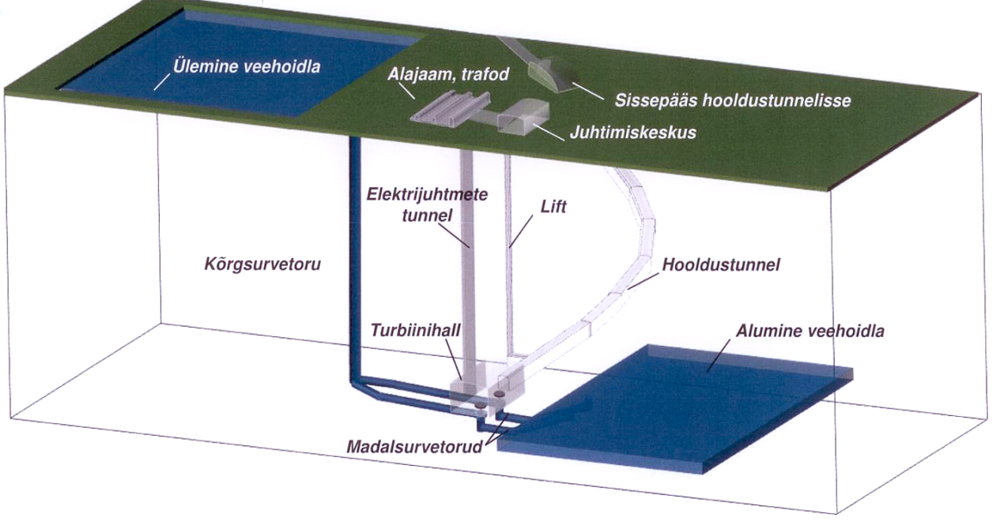 Ülemine veehoidla
Alajaam, trafod
Sissepääs hooldustunnelisse
Juhtimiskeskus
Elektrijuhtmete
tunnel
Lift
Kõrgsurvetoru
Hooldustunnel
Turbiinihall
Alumine veehoidla
Madalsurvetorud